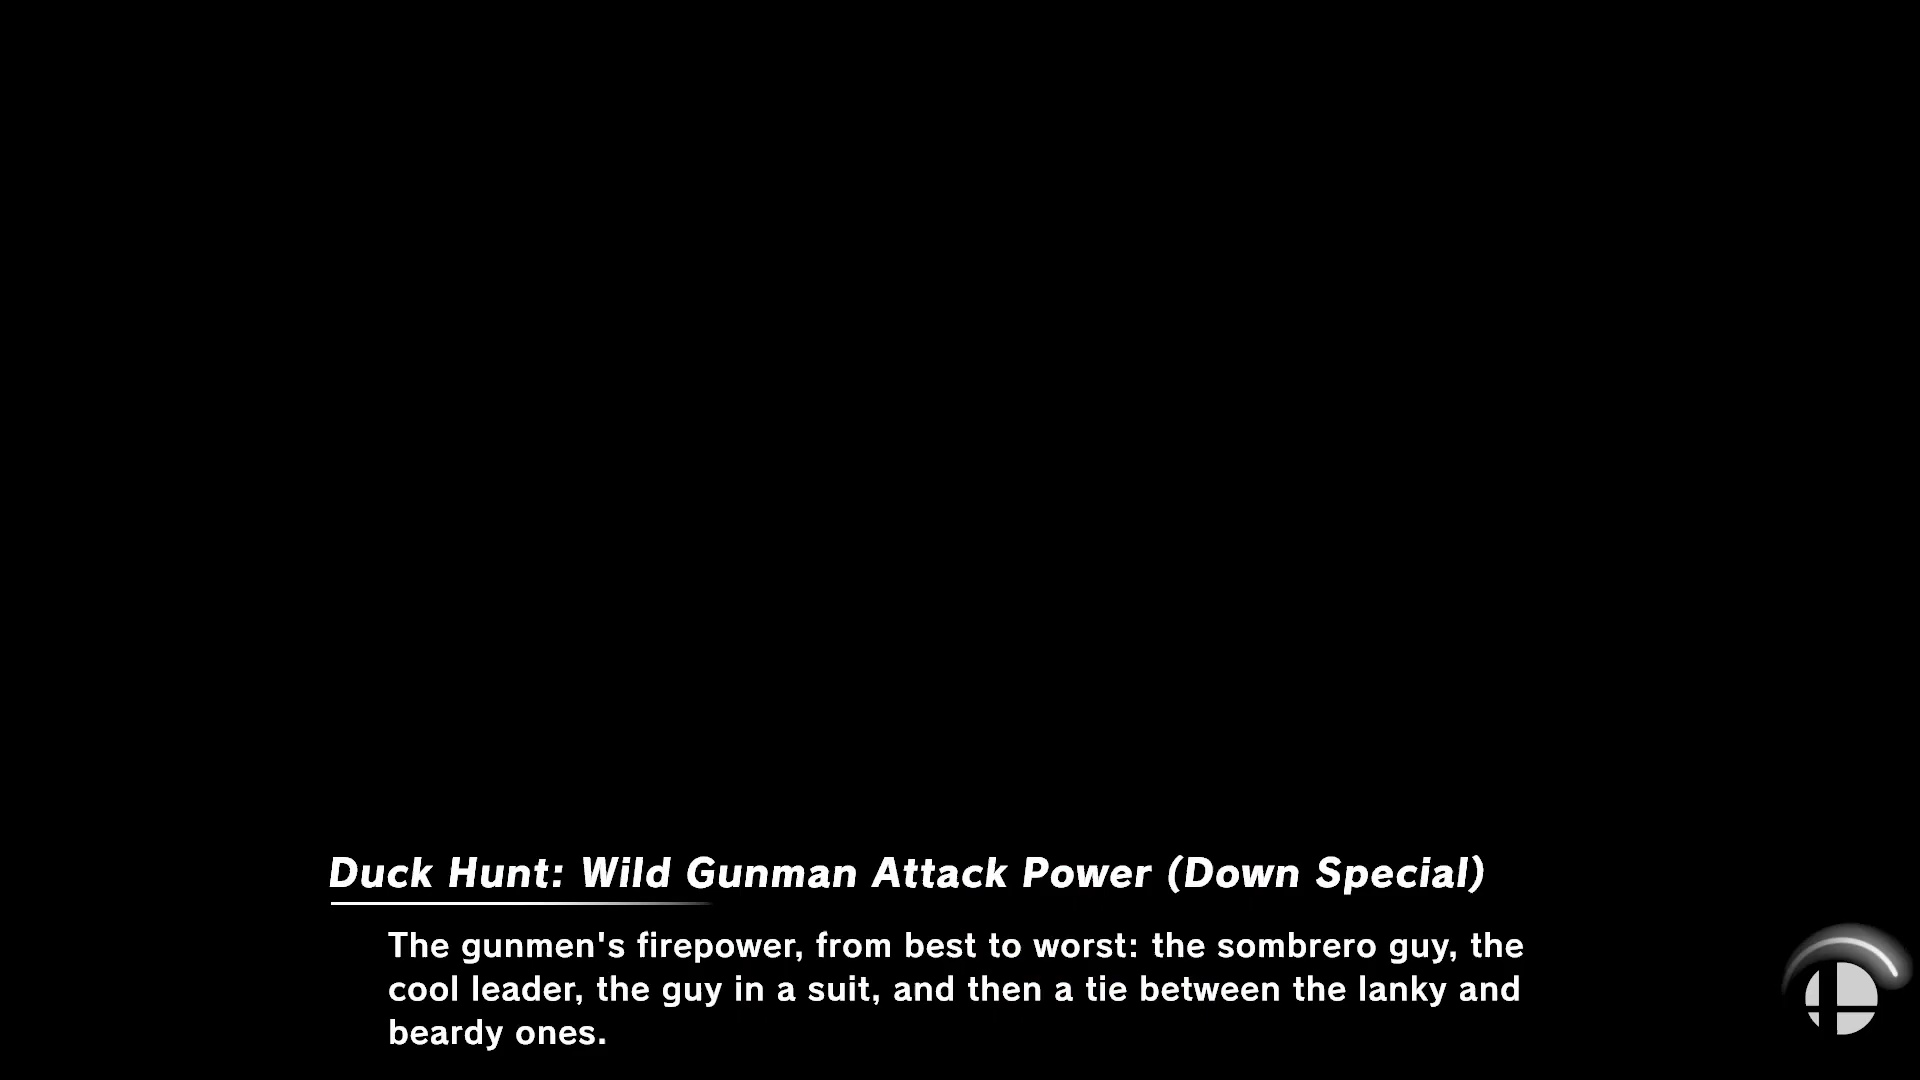 Duck Hunt: Wild Gunman Attack Power (Down Special)
The gunmen's firepower, from best to worst: the sombrero guy, the
cool leader, the guy in a suit, and then a tie between the lanky and
beardy ones.